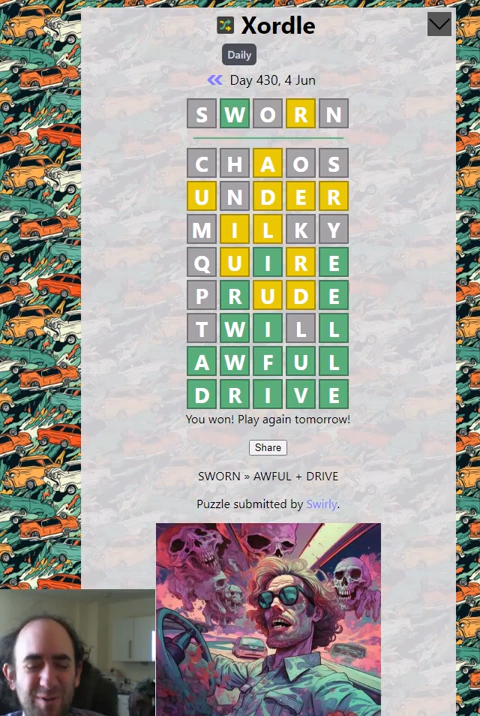 Xordle
Daily
Day 430, 4 Jun
SWORN
CHAOS
UNDER
MILKY
QUIRE
PRUDE
TWILL
AWFUL
DRIVE
You won! Play again tomorrow!
Share
SWORN » AWFUL + DRIVE
Puzzle submitted by Swirly.